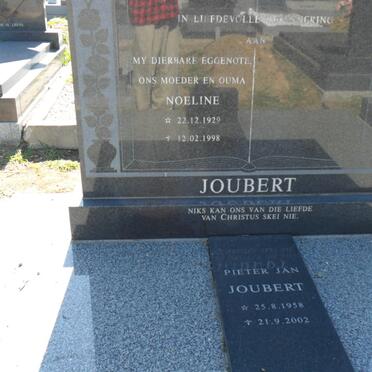 IN LIEFDEVOLLE HERINNERING
AAN
MY DIERBARE EGGENOTE,
ONS MOEDER EN OUMA
NOELINE
☆ 22.12.1929
✝ 12.02.1998
JOUBERT
NIKS KAN ONS VAN DIE LIEFDE
VAN CHRISTUS SKEI NIE.
PIETER JAN
JOUBERT
☆ 25.8.1958
✝ 21.9.2002